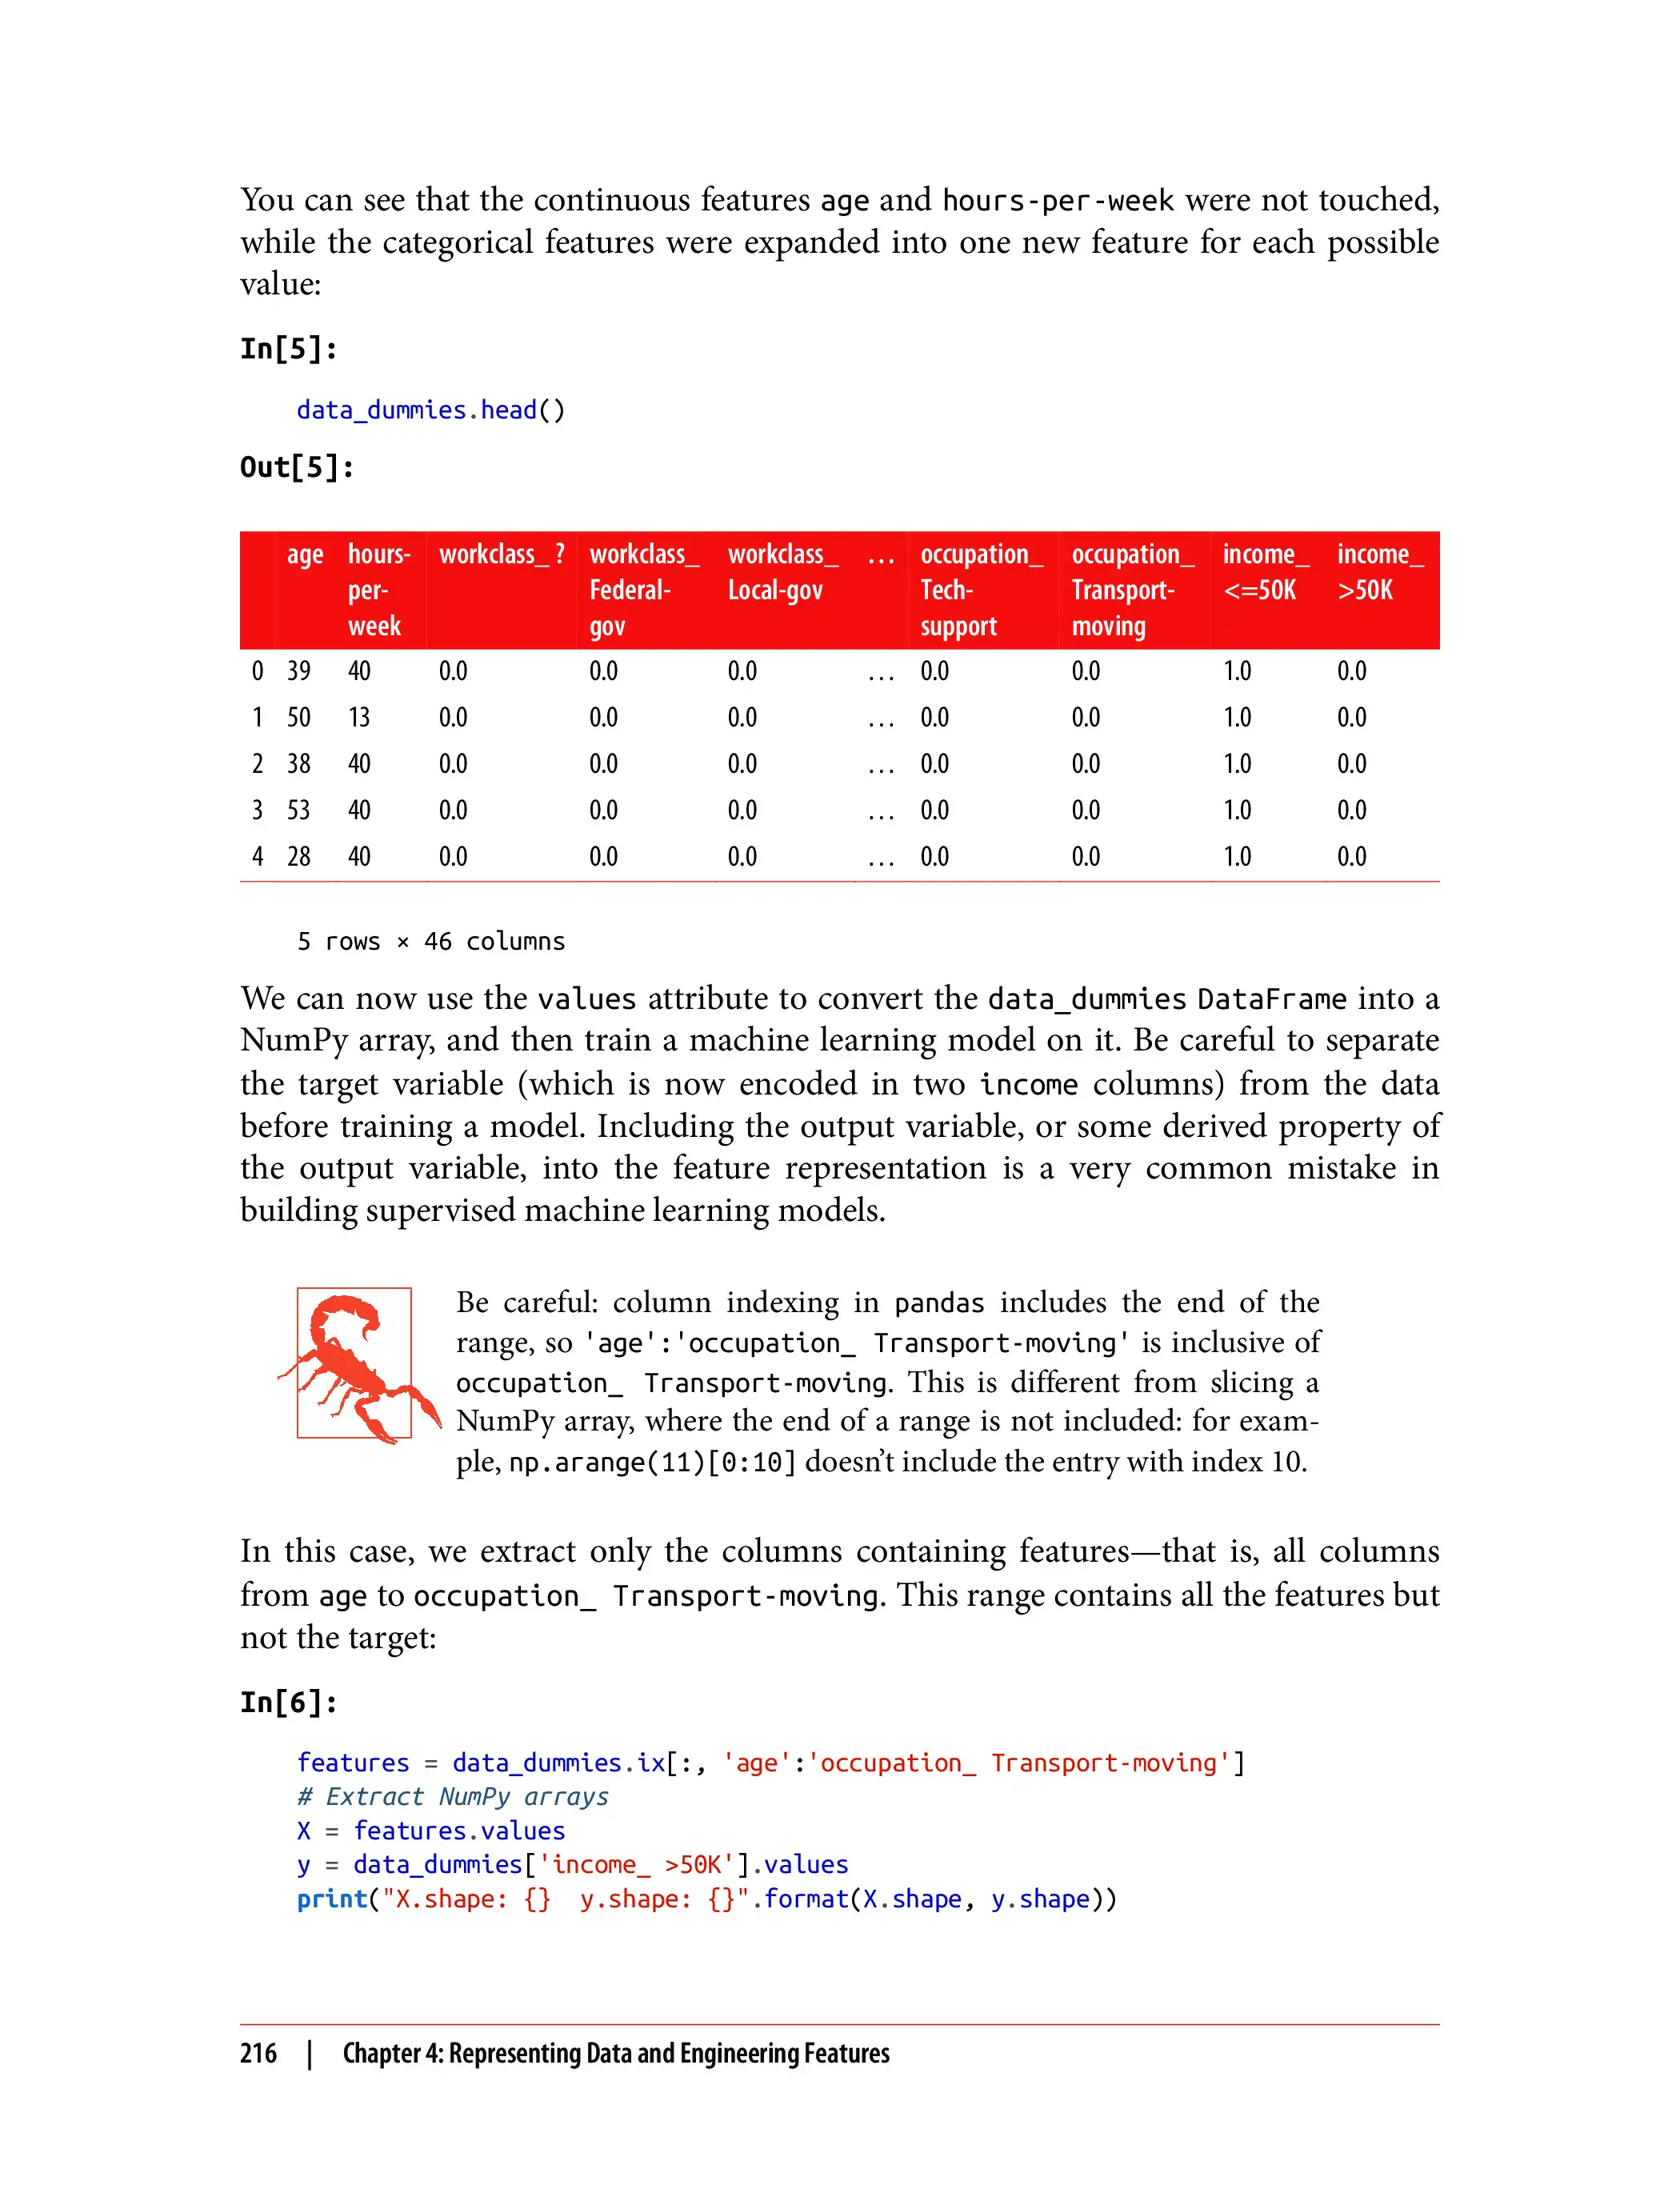 You can see that the continuous features age and hours-per-week were not touched,
while the categorical features were expanded into one new feature for each possible
value:
In[5]:
data_dummies.head()
Out[5]:
age hours-per-week workclass_ ? workclass_ Federal-gov workclass_ Local-gov … occupation_ Tech-support occupation_ Transport-moving income_ <=50K income_ >50K
0 39 40 0.0 0.0 0.0 … 0.0 0.0 1.0 0.0
1 50 13 0.0 0.0 0.0 … 0.0 0.0 1.0 0.0
2 38 40 0.0 0.0 0.0 … 0.0 0.0 1.0 0.0
3 53 40 0.0 0.0 0.0 … 0.0 0.0 1.0 0.0
4 28 40 0.0 0.0 0.0 … 0.0 0.0 1.0 0.0
5 rows × 46 columns
We can now use the values attribute to convert the data_dummies DataFrame into a
NumPy array, and then train a machine learning model on it. Be careful to separate
the target variable (which is now encoded in two income columns) from the data
before training a model. Including the output variable, or some derived property of
the output variable, into the feature representation is a very common mistake in
building supervised machine learning models.
Be careful: column indexing in pandas includes the end of the
range, so 'age':'occupation_ Transport-moving' is inclusive of
occupation_ Transport-moving. This is different from slicing a
NumPy array, where the end of a range is not included: for exam-
ple, np.arange(11)[0:10] doesn’t include the entry with index 10.
In this case, we extract only the columns containing features—that is, all columns
from age to occupation_ Transport-moving. This range contains all the features but
not the target:
In[6]:
features = data_dummies.ix[:, 'age':'occupation_ Transport-moving']
# Extract NumPy arrays
X = features.values
y = data_dummies['income_ >50K'].values
print("X.shape: {}  y.shape: {}".format(X.shape, y.shape))
216 | Chapter 4: Representing Data and Engineering Features